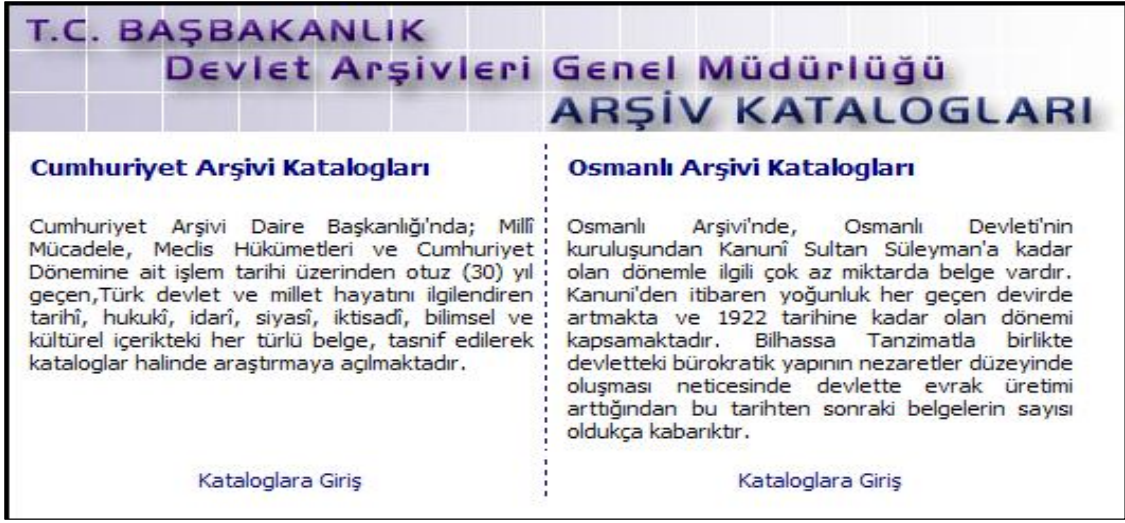 T.C. BAŞBAKANLIK
Devlet Arşivleri Genel Müdürlüğü
ARŞİV KATALOGLARI
Cumhuriyet Arşivi Katalogları
Cumhuriyet Arşivi Daire Başkanlığı'nda; Millî
Mücadele, Meclis Hükümetleri ve Cumhuriyet
Dönemine ait işlem tarihi üzerinden otuz (30) yıl
geçen,Türk devlet ve millet hayatını ilgilendiren
tarihî, hukukî, idarî, siyasî, iktisadî, bilimsel ve
kültürel içerikteki her türlü belge, tasnif edilerek
kataloglar halinde araştırmaya açılmaktadır.
Kataloglara Giriş
Osmanlı Arşivi Katalogları
Osmanlı Arşivi'nde, Osmanlı Devleti'nin
kuruluşundan Kanunî Sultan Süleyman'a kadar
olan dönemle ilgili çok az miktarda belge vardır.
Kanuni'den itibaren yoğunluk her geçen devirde
artmakta ve 1922 tarihine kadar olan dönemi
kapsamaktadır. Bilhassa Tanzimatla birlikte
devletteki bürokratik yapının nezaretler düzeyinde
oluşması neticesinde devlette evrak üretimi
arttığından bu tarihten sonraki belgelerin sayısı
oldukça kabarıktır.
Kataloglara Giriş